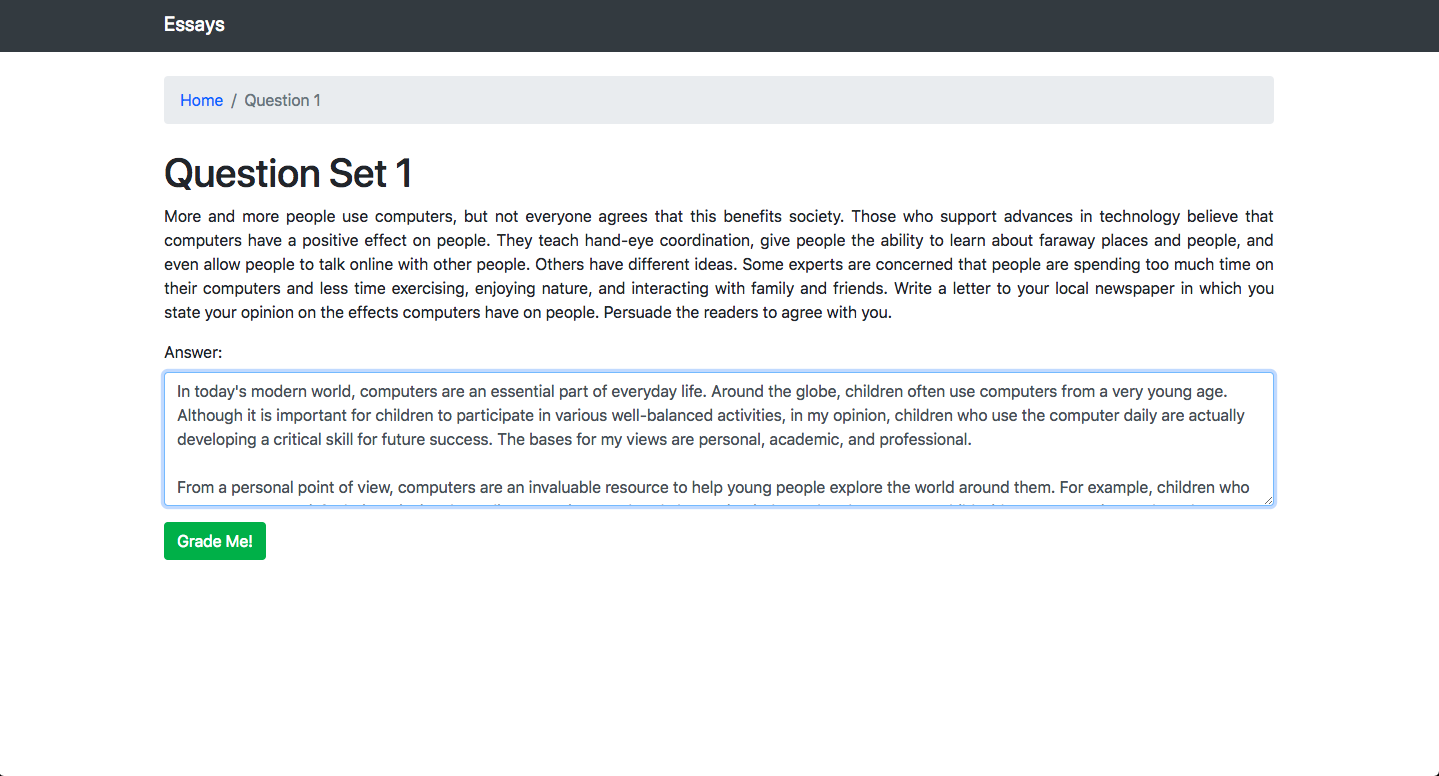 Essays
Home / Question 1
Question Set 1
More and more people use computers, but not everyone agrees that this benefits society. Those who support advances in technology believe that
computers have a positive effect on people. They teach hand-eye coordination, give people the ability to learn about faraway places and people, and
even allow people to talk online with other people. Others have different ideas. Some experts are concerned that people are spending too much time on
their computers and less time exercising, enjoying nature, and interacting with family and friends. Write a letter to your local newspaper in which you
state your opinion on the effects computers have on people. Persuade the readers to agree with you.
Answer:
In today's modern world, computers are an essential part of everyday life. Around the globe, children often use computers from a very young age.
Although it is important for children to participate in various well-balanced activities, in my opinion, children who use the computer daily are actually
developing a critical skill for future success. The bases for my views are personal, academic, and professional.
From a personal point of view, computers are an invaluable resource to help young people explore the world around them. For example, children who
Grade Me!